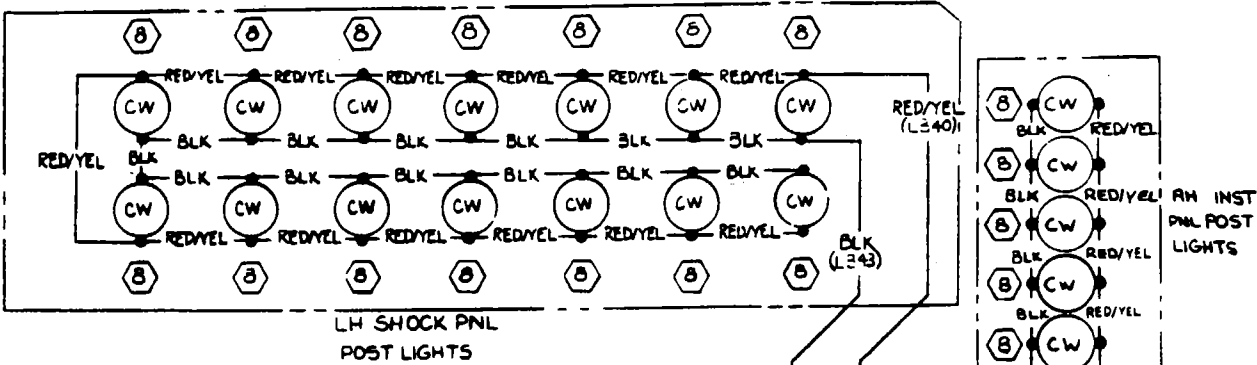 8 8 8 8 8 8 8
RED/YEL RED/YEL RED/YEL RED/YEL RED/YEL RED/YEL
CW CW CW CW CW CW CW
BLK BLK BLK BLK BLK BLK
RED/YEL BLK
BLK BLK BLK BLK BLK BLK
CW CW CW CW CW CW CW
RED/YEL RED/YEL RED/YEL RED/YEL RED/YEL RED/YEL
8 8 8 8 8 8 8
RED/YEL
(L340)
BLK
(L343)
LH SHOCK PNL
POST LIGHTS
8 CW
BLK RED/YEL
8 CW
BLK RED/YEL
8 CW
BLK RED/YEL
8 CW
BLK RED/YEL
8 CW
RH INST
PNL POST
LIGHTS